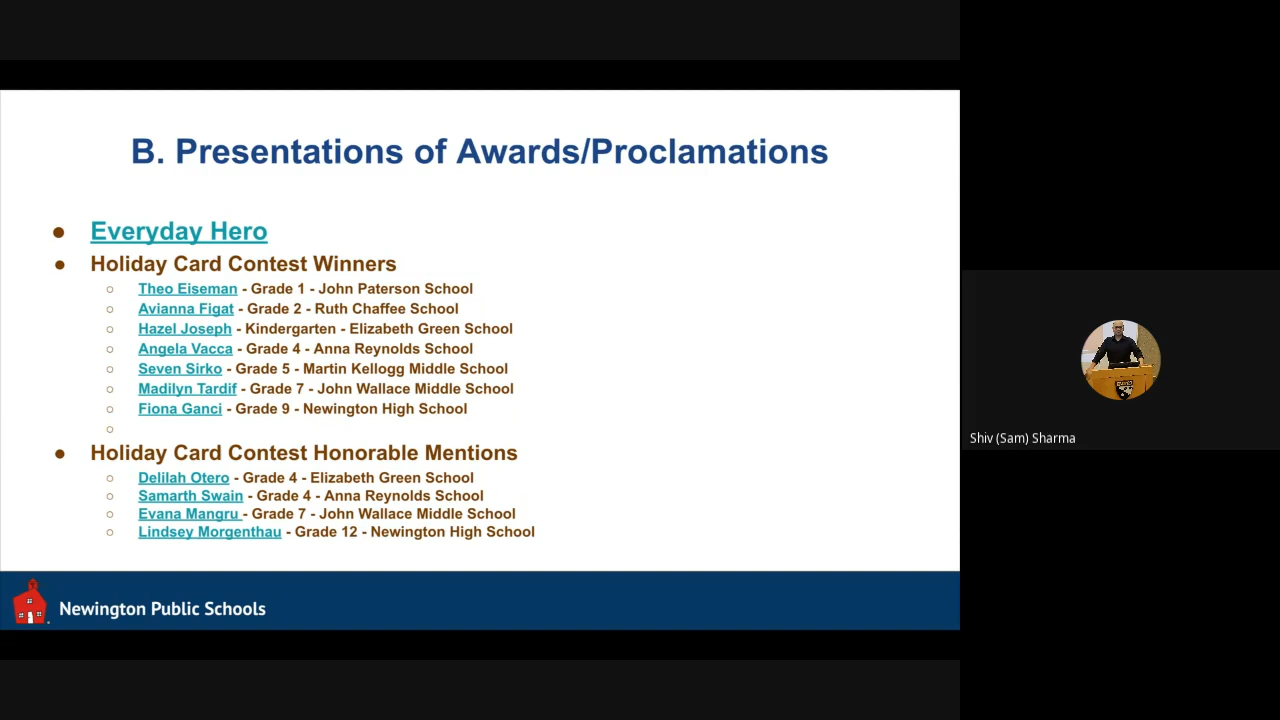 B. Presentations of Awards/Proclamations
● Everyday Hero
● Holiday Card Contest Winners
○ Theo Eiseman - Grade 1 - John Paterson School
○ Avianna Figat - Grade 2 - Ruth Chaffee School
○ Hazel Joseph - Kindergarten - Elizabeth Green School
○ Angela Vacca - Grade 4 - Anna Reynolds School
○ Seven Sirko - Grade 5 - Martin Kellogg Middle School
○ Madilyn Tardif - Grade 7 - John Wallace Middle School
○ Fiona Ganci - Grade 9 - Newington High School
○
● Holiday Card Contest Honorable Mentions
○ Delilah Otero - Grade 4 - Elizabeth Green School
○ Samarth Swain - Grade 4 - Anna Reynolds School
○ Evana Mangru - Grade 7 - John Wallace Middle School
○ Lindsey Morgenthau - Grade 12 - Newington High School
Newington Public Schools
Shiv (Sam) Sharma